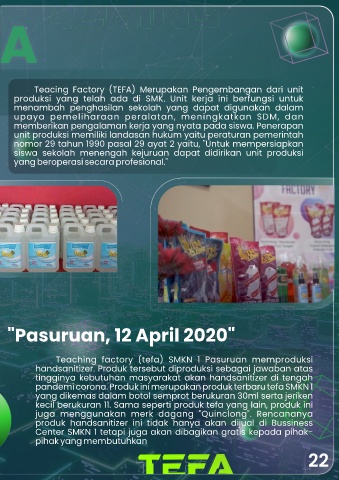 A
Teacing Factory (TEFA) Merupakan Pengembangan dari unit
produksi yang telah ada di SMK. Unit kerja ini berfungsi untuk
menambah penghasilan sekolah yang dapat digunakan dalam
upaya pemeliharaan peralatan, meningkatkan SDM, dan
memberikan pengalaman kerja yang nyata pada siswa. Penerapan
unit produksi memiliki landasan hukum yaitu peraturan pemerintah
nomor 29 tahun 1990 pasal 29 ayat 2 yaitu, "Untuk mempersiapkan
siswa sekolah menengah kejuruan dapat didirikan unit produksi
yang beroperasi secara profesional."
FACTORY
"Pasuruan, 12 April 2020"
Teaching factory (tefa) SMKN 1 Pasuruan memproduksi
handsanitizer. Produk tersebut diproduksi sebagai jawaban atas
tingginya kebutuhan masyarakat akan handsanitizer di tengah
pandemi corona. Produk ini merupakan produk terbaru tefa SMKN 1
yang dikemas dalam botol semprot berukuran 30ml serta jeriken
kecil berukuran 1l. Sama seperti produk tefa yang lain, produk ini
juga menggunakan merk dagang "Quinclong". Rencananya
produk handsanitizer ini tidak hanya akan dijual di Bussiness
Center SMKN 1 tetapi juga akan dibagikan gratis kepada pihak-
pihak yang membutuhkan
TEFA
22